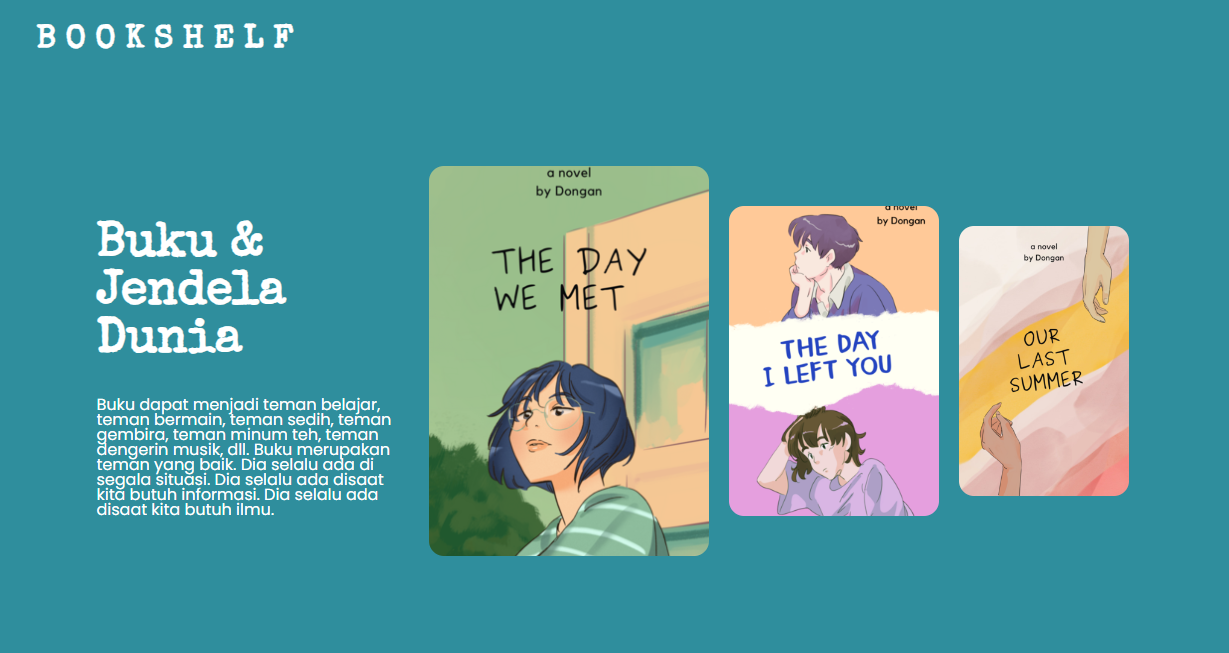 BOOKSHELF
Buku &
Jendela
Dunia
Buku dapat menjadi teman belajar,
teman bermain, teman sedih, teman
gembira, teman minum teh, teman
dengerin musik, dll. Buku merupakan
teman yang baik. Dia selalu ada di
segala situasi. Dia selalu ada disaat
kita butuh informasi. Dia selalu ada
disaat kita butuh ilmu.
a novel
by Dongan
THE DAY
WE MET
a novel
by Dongan
THE DAY
I LEFT YOU
a novel
by Dongan
OUR
LAST
SUMMER